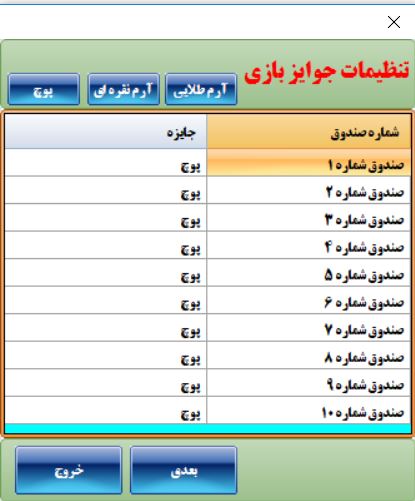 تنظیمات جوایز بازی
آرم طلایی آرم نقره ای پوچ
شماره صندوق جایزه
صندوق شماره ۱ پوچ
صندوق شماره ۲ پوچ
صندوق شماره ۳ پوچ
صندوق شماره ۴ پوچ
صندوق شماره ۵ پوچ
صندوق شماره ۶ پوچ
صندوق شماره ۷ پوچ
صندوق شماره ۸ پوچ
صندوق شماره ۹ پوچ
صندوق شماره ۱۰ پوچ
بعدی خروج